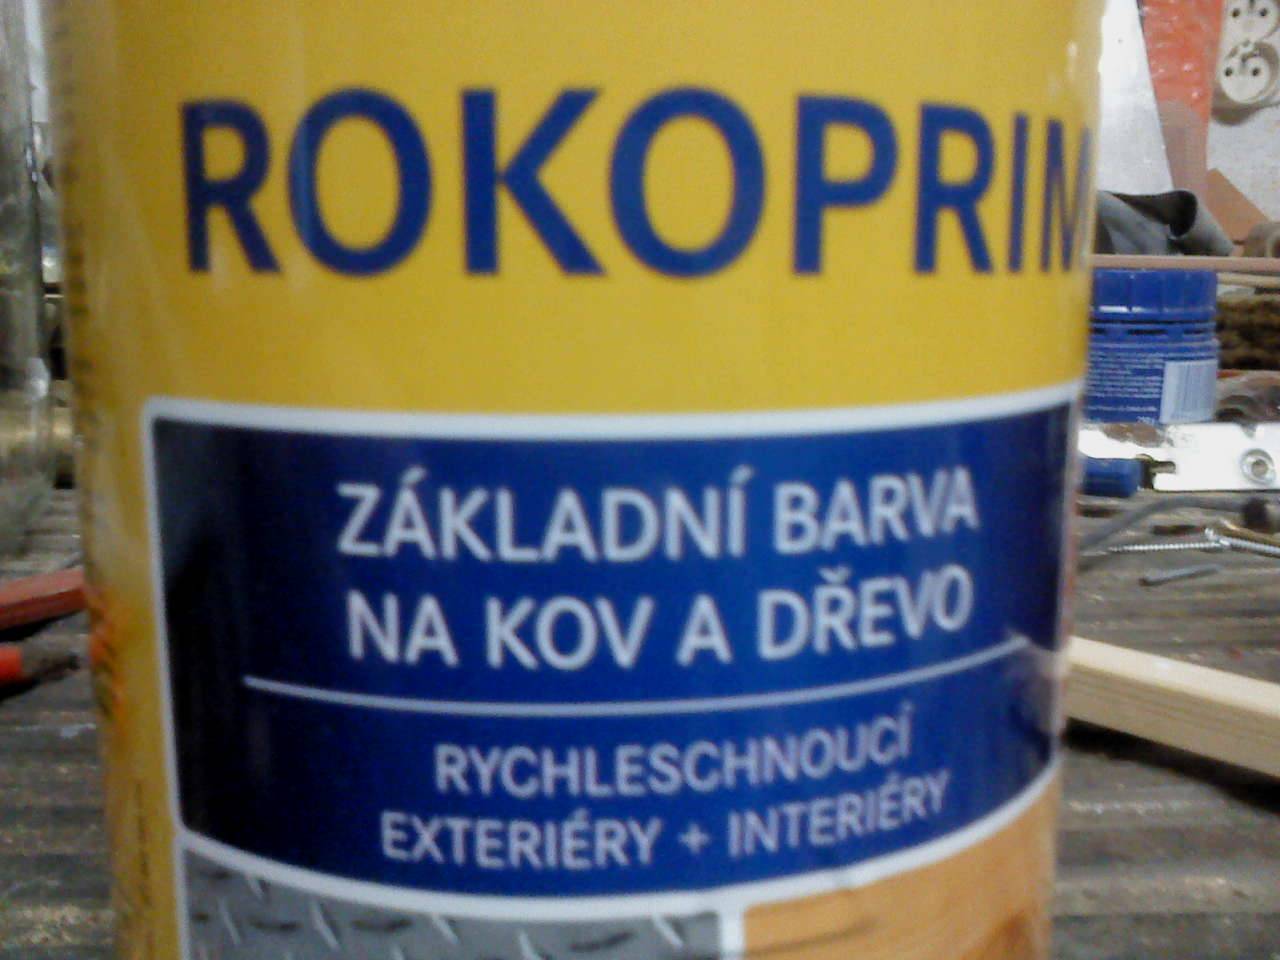 ROKOPRIM
ZÁKLADNÍ BARVA
NA KOV A DŘEVO
RYCHLESCHNOUCÍ
EXTERIÉRY + INTERIÉRY